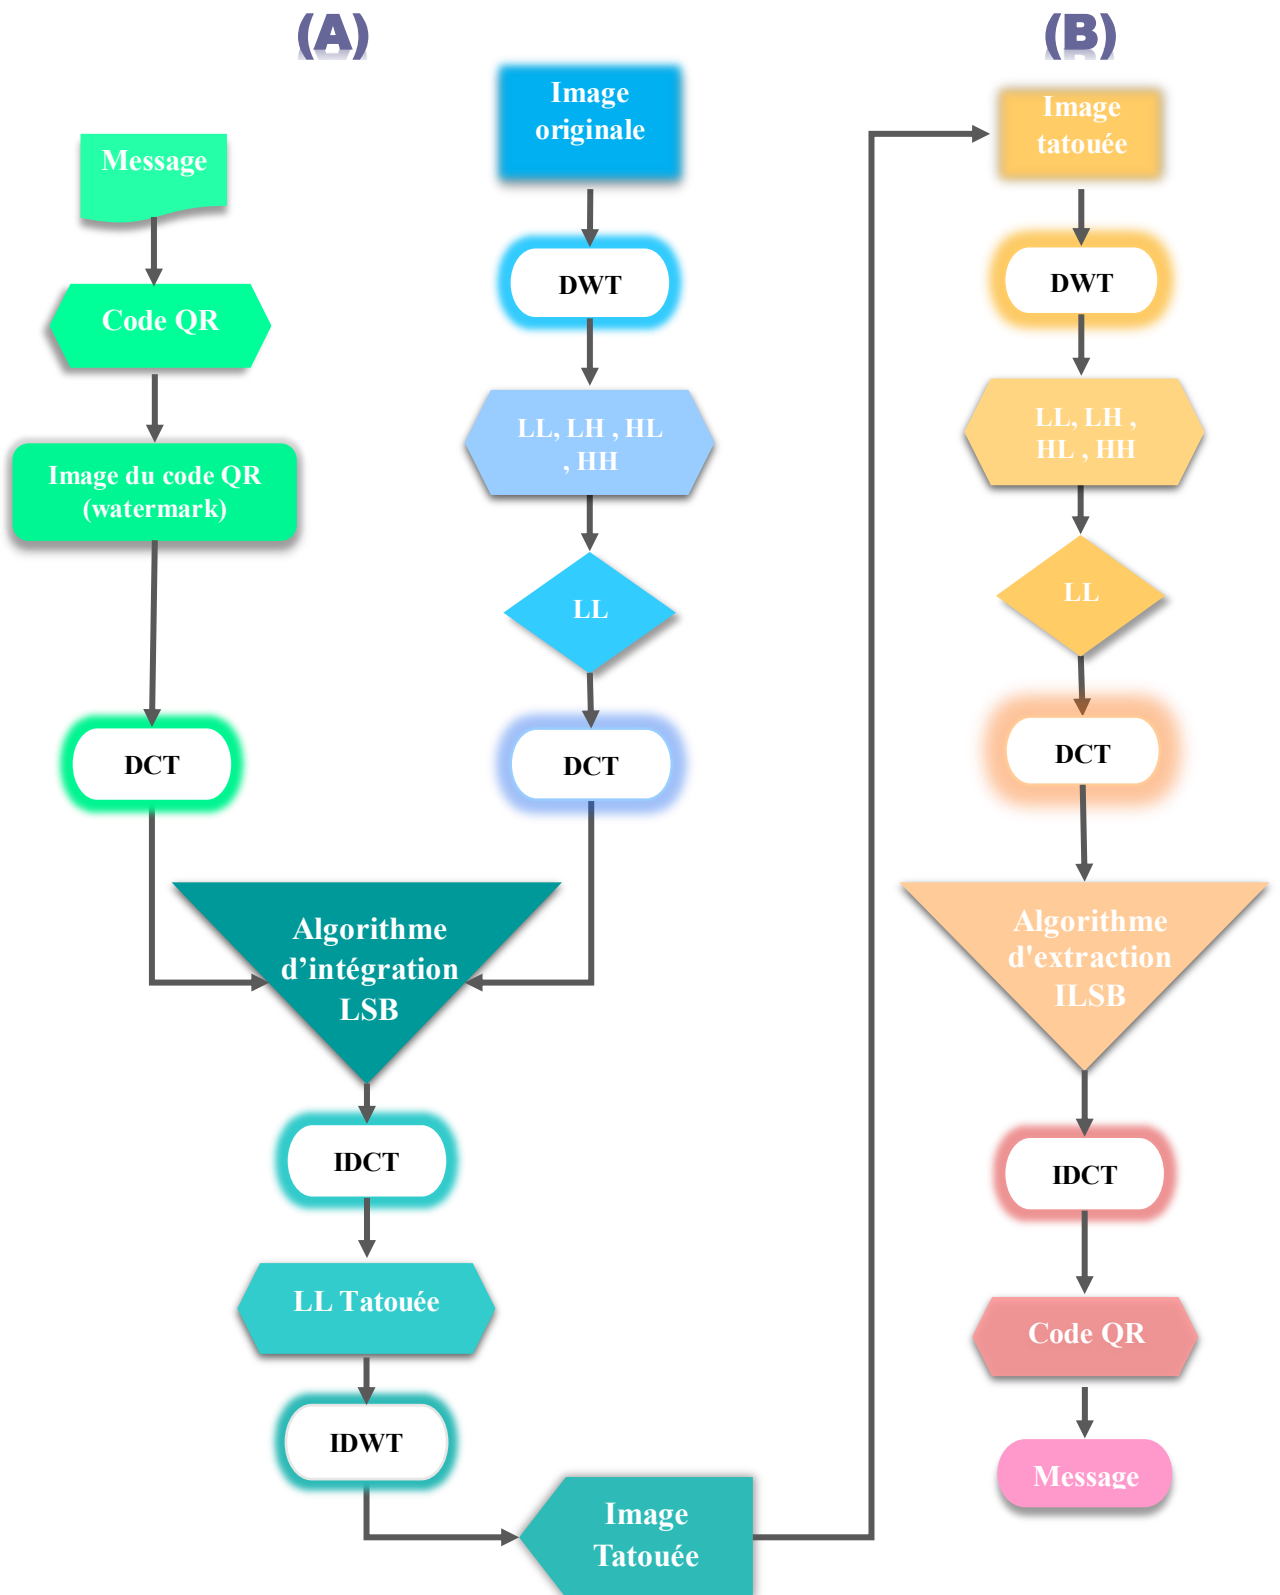 (A)
Message
Code QR
Image du code QR
(watermark)
DCT
Image
originale
DWT
LL, LH , HL
, HH
LL
DCT
Algorithme
d’intégration
LSB
IDCT
LL Tatouée
IDWT
Image
Tatouée
(B)
Image
tatouée
DWT
LL, LH ,
HL , HH
LL
DCT
Algorithme
d'extraction
ILSB
IDCT
Code QR
Message